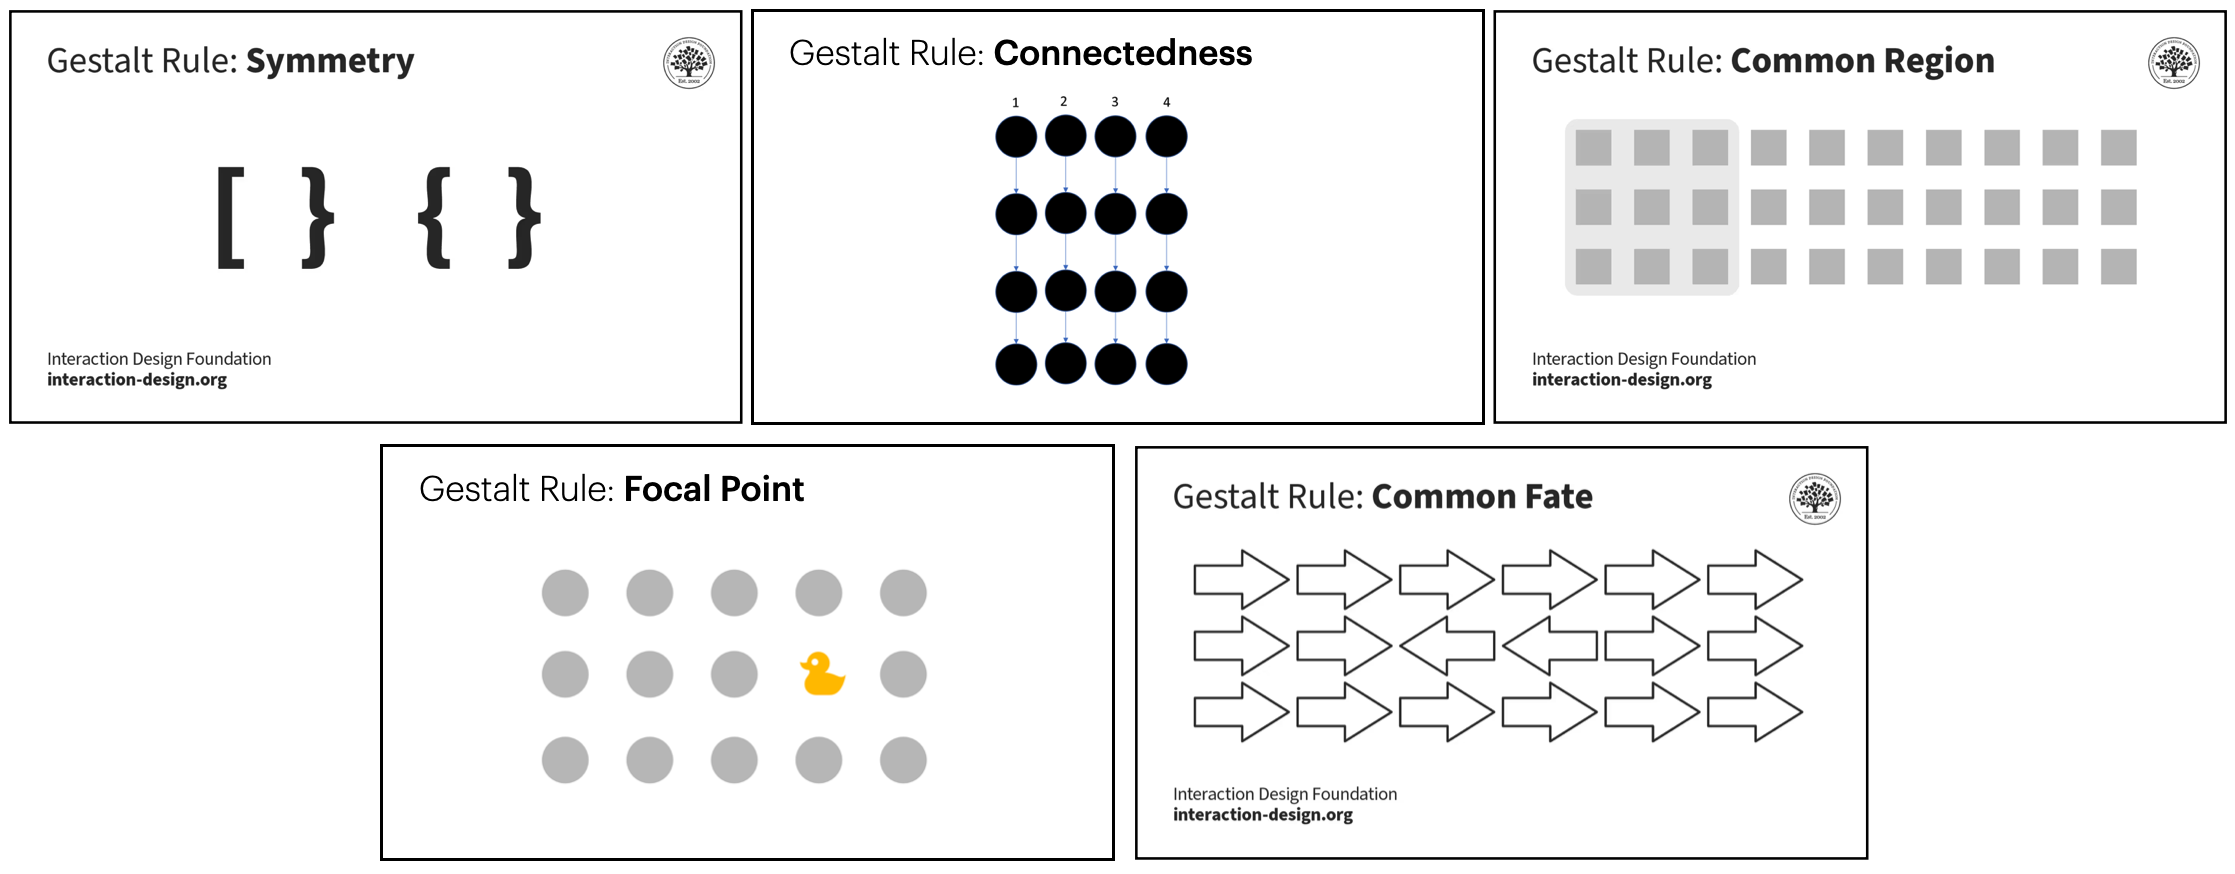 Gestalt Rule: Symmetry
[ } { }
Interaction Design Foundation
interaction-design.org
Gestalt Rule: Connectedness
1 2 3 4
Gestalt Rule: Common Region
Interaction Design Foundation
interaction-design.org
Gestalt Rule: Focal Point
Gestalt Rule: Common Fate
Interaction Design Foundation
interaction-design.org